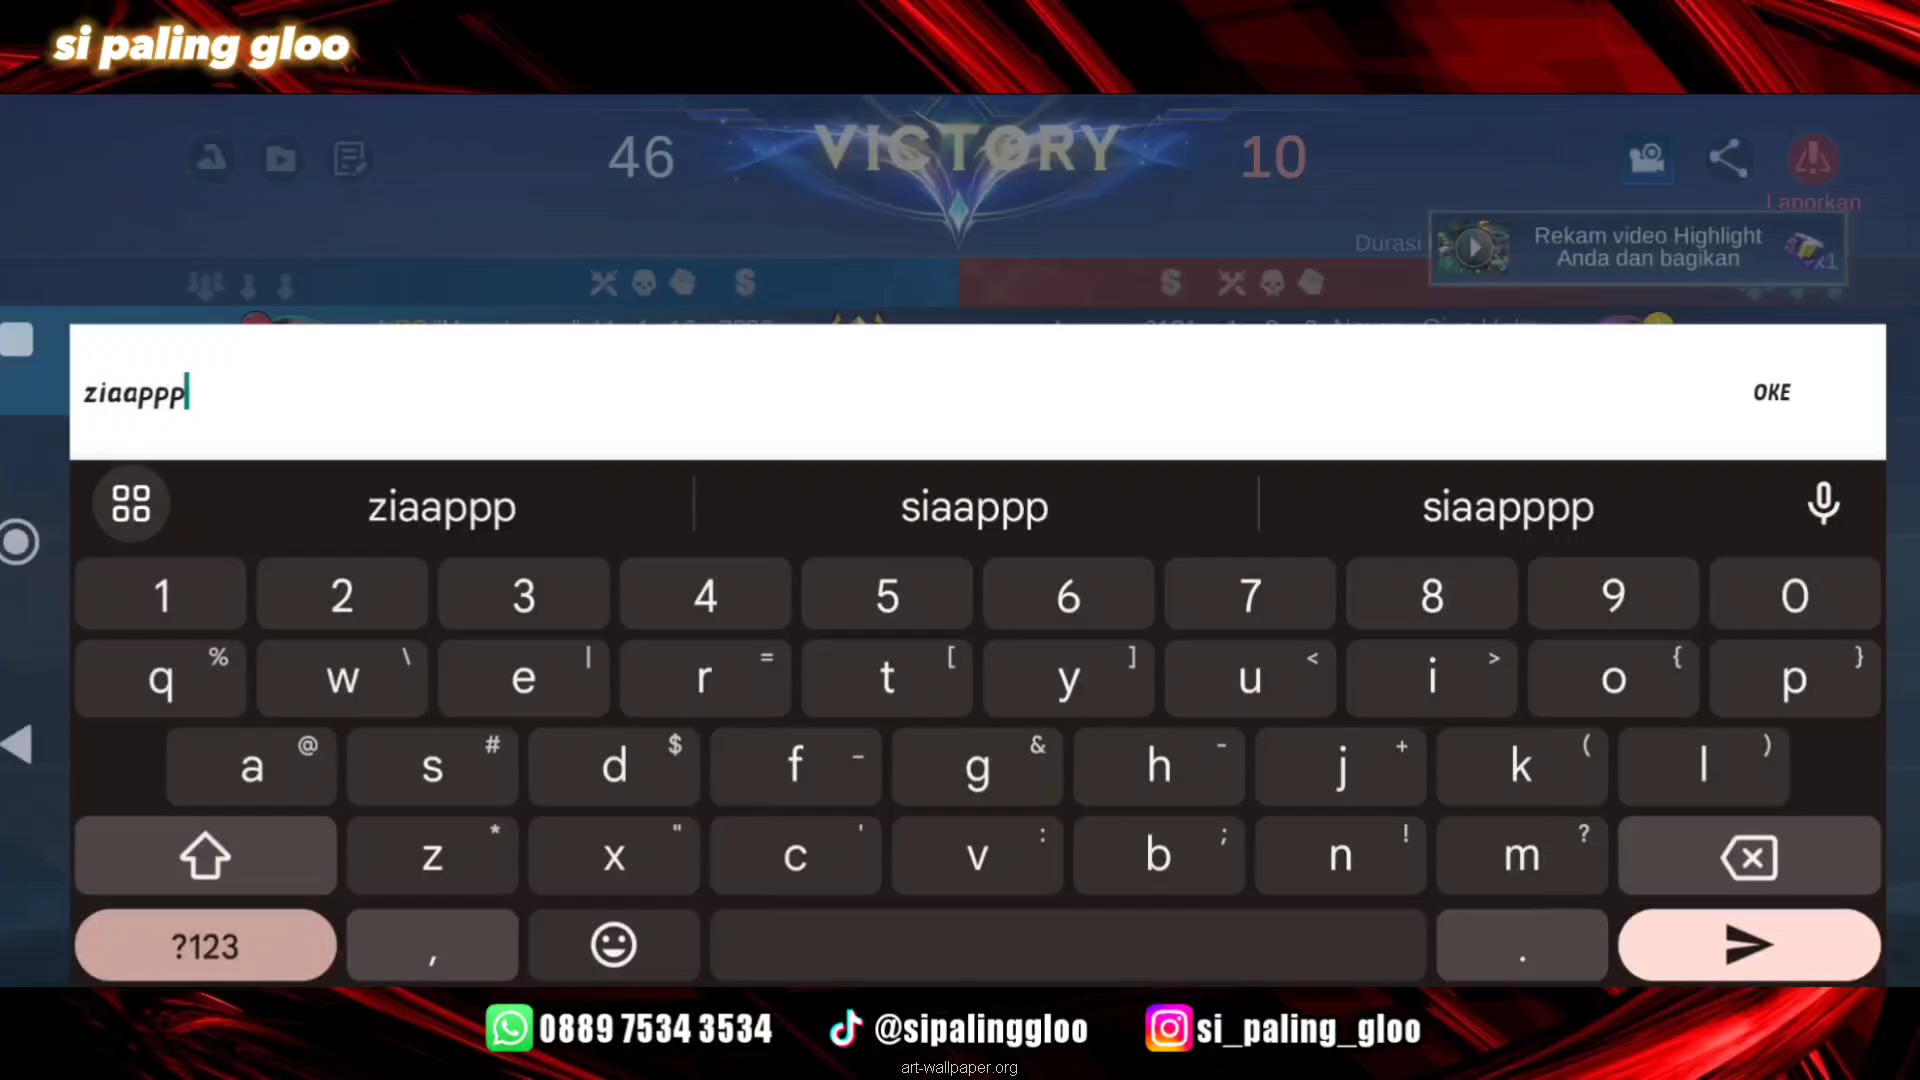 si paling gloo
46 VICTORY 10
Laporkan
Durasi
Rekam video Highlight
Anda dan bagikan
x1
ziaappp OKE
ziaappp siaappp siaapppp
1 2 3 4 5 6 7 8 9 0
q % w \ e | r = t [ y ] u < i > o { p }
a @ s # d $ f _ g & h - j + k ( l )
z * x " c ' v : b ; n ! m ?
?123 , .
0889 7534 3534 @sipalinggloo si_paling_gloo
art-wallpaper.org